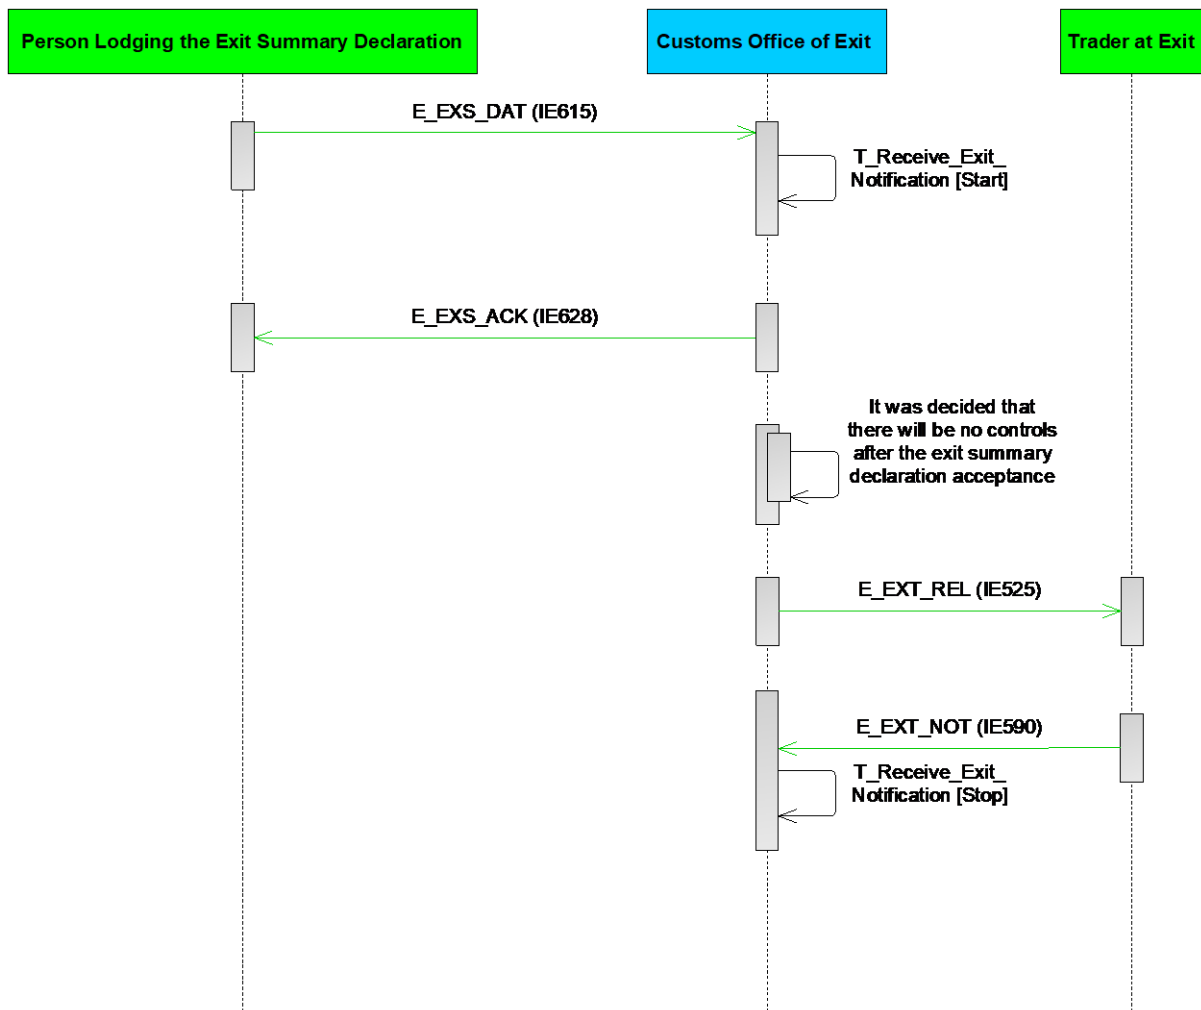 Person Lodging the Exit Summary Declaration
Customs Office of Exit
Trader at Exit
E_EXS_DAT (IE615)
T_Receive_Exit_
Notification [Start]
E_EXS_ACK (IE628)
It was decided that
there will be no controls
after the exit summary
declaration acceptance
E_EXT_REL (IE525)
E_EXT_NOT (IE590)
T_Receive_Exit_
Notification [Stop]